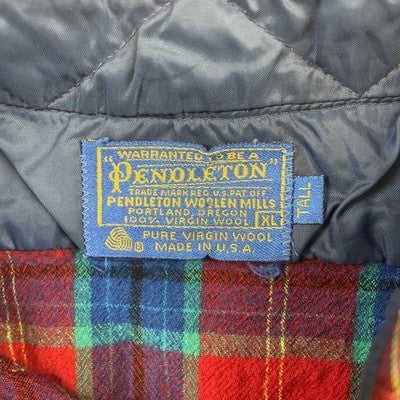 WARRANTED TO BE A
"PENDLETON"
TRADE MARK REG. U.S. PAT. OFF.
PENDLETON WOOLEN MILLS
PORTLAND, OREGON
100% VIRGIN WOOL
XL
PURE VIRGIN WOOL
MADE IN U.S.A.
TALL